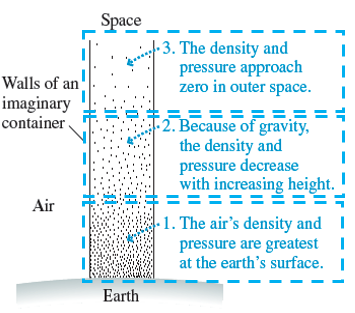 Space
3. The density and
pressure approach
zero in outer space.
Walls of an
imaginary
container
2. Because of gravity,
the density and
pressure decrease
with increasing height.
Air
1. The air's density and
pressure are greatest
at the earth's surface.
Earth